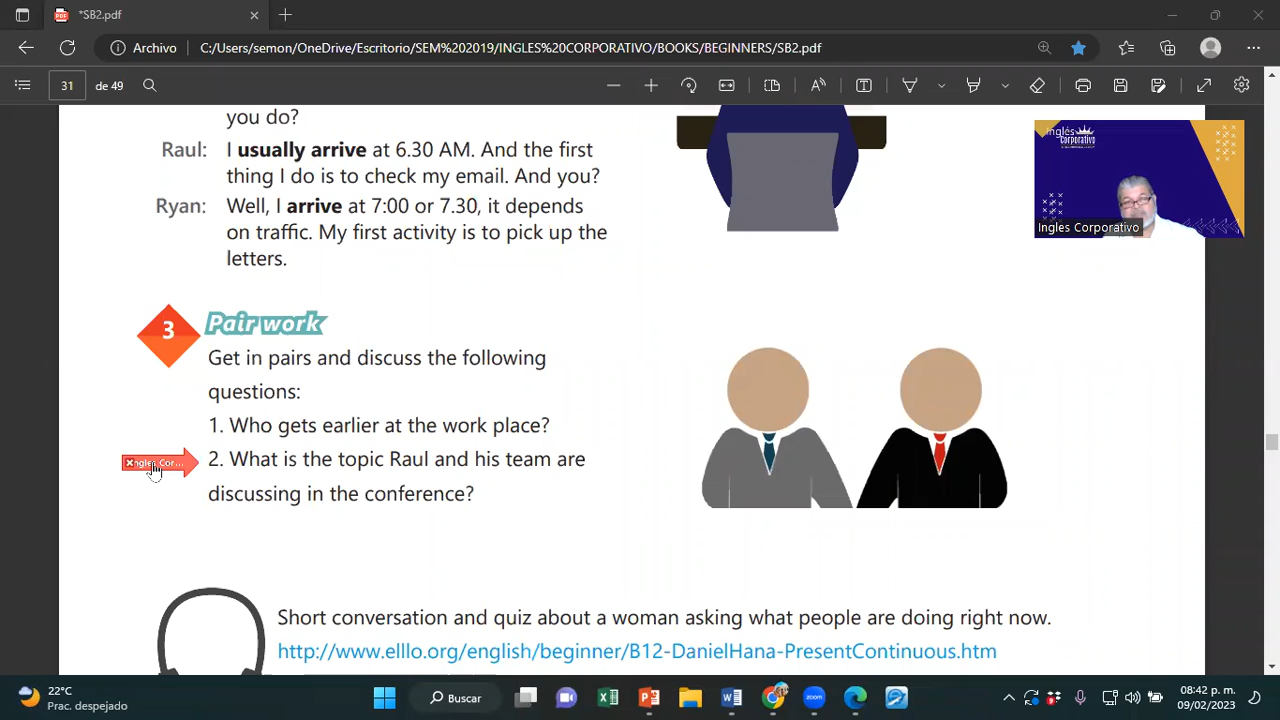 *SB2.pdf
Archivo
C:/Users/semon/OneDrive/Escritorio/SEM%202019/INGLES%20CORPORATIVO/BOOKS/BEGINNERS/SB2.pdf
31 de 49
you do?
Raul: I usually arrive at 6.30 AM. And the first
thing I do is to check my email. And you?
Ryan: Well, I arrive at 7:00 or 7.30, it depends
on traffic. My first activity is to pick up the
letters.
Inglés
Corporativo
Ingles Corporativo
3 Pair work
Get in pairs and discuss the following
questions:
1. Who gets earlier at the work place?
Ingles Cor...
2. What is the topic Raul and his team are
discussing in the conference?
Short conversation and quiz about a woman asking what people are doing right now.
http://www.elllo.org/english/beginner/B12-DanielHana-PresentContinuous.htm
22°C
Prac. despejado
Buscar
zoom
08:42 p. m.
09/02/2023